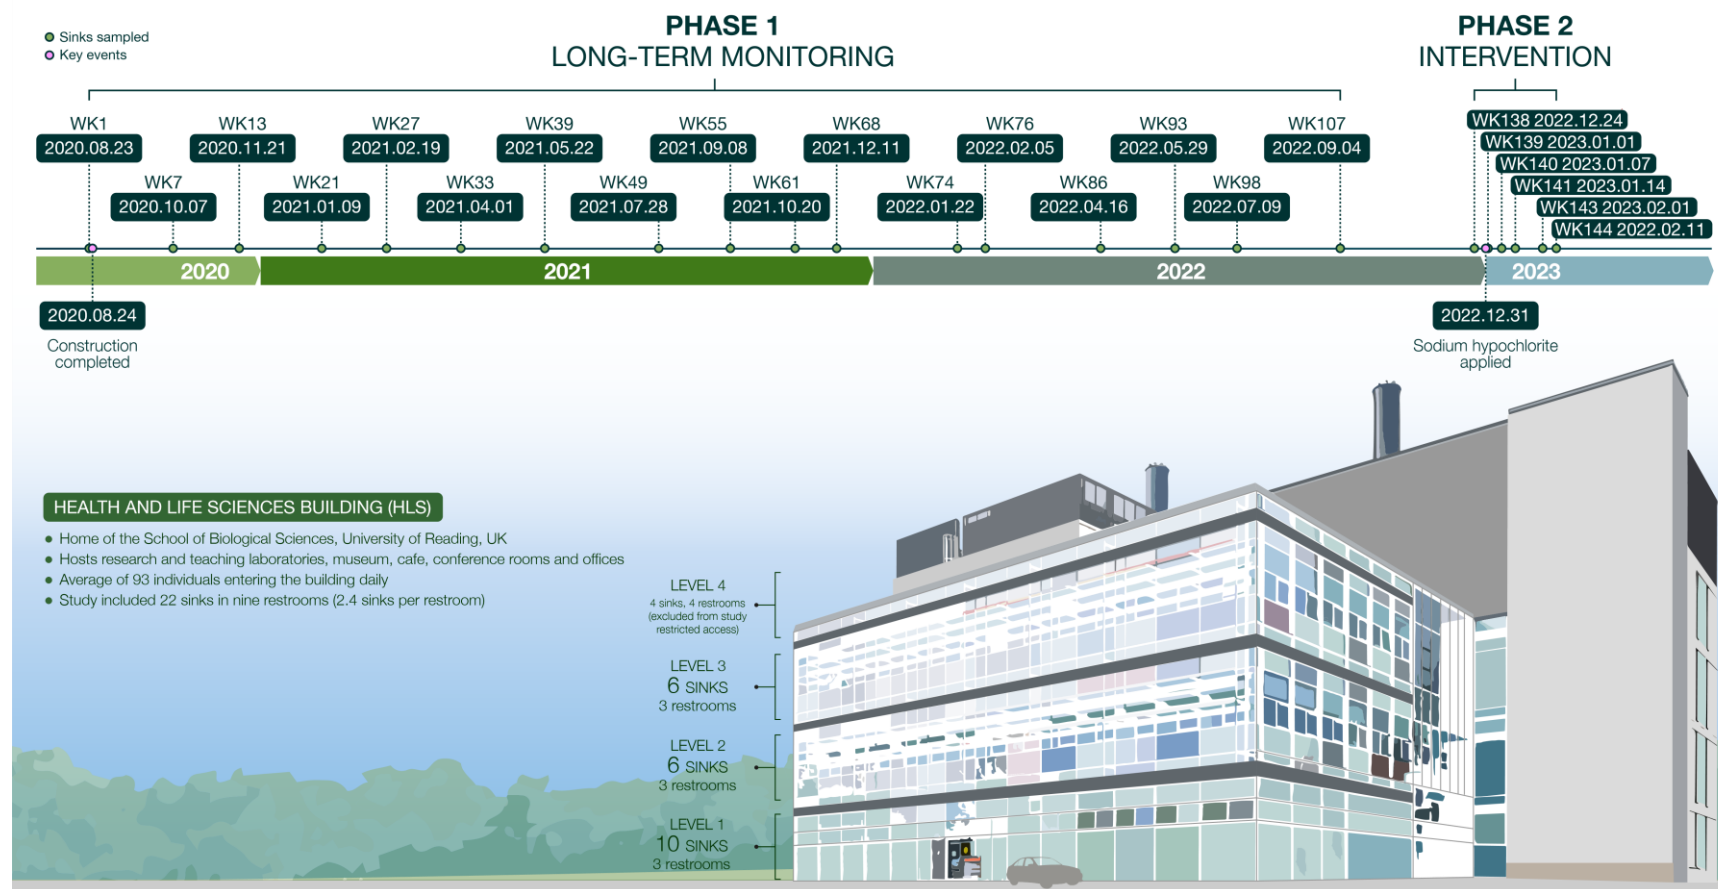 Sinks sampled
Key events
PHASE 1
LONG-TERM MONITORING
PHASE 2
INTERVENTION
WK1
2020.08.23
WK13
2020.11.21
WK27
2021.02.19
WK39
2021.05.22
WK55
2021.09.08
WK68
2021.12.11
WK76
2022.02.05
WK93
2022.05.29
WK107
2022.09.04
WK7
2020.10.07
WK21
2021.01.09
WK33
2021.04.01
WK49
2021.07.28
WK61
2021.10.20
WK74
2022.01.22
WK86
2022.04.16
WK98
2022.07.09
WK138 2022.12.24
WK139 2023.01.01
WK140 2023.01.07
WK141 2023.01.14
WK143 2023.02.01
WK144 2022.02.11
2020
2021
2022
2023
2020.08.24
Construction
completed
2022.12.31
Sodium hypochlorite
applied
HEALTH AND LIFE SCIENCES BUILDING (HLS)
• Home of the School of Biological Sciences, University of Reading, UK
• Hosts research and teaching laboratories, museum, cafe, conference rooms and offices
• Average of 93 individuals entering the building daily
• Study included 22 sinks in nine restrooms (2.4 sinks per restroom)
LEVEL 4
4 sinks, 4 restrooms
(excluded from study
restricted access)
LEVEL 3
6 SINKS
3 restrooms
LEVEL 2
6 SINKS
3 restrooms
LEVEL 1
10 SINKS
3 restrooms